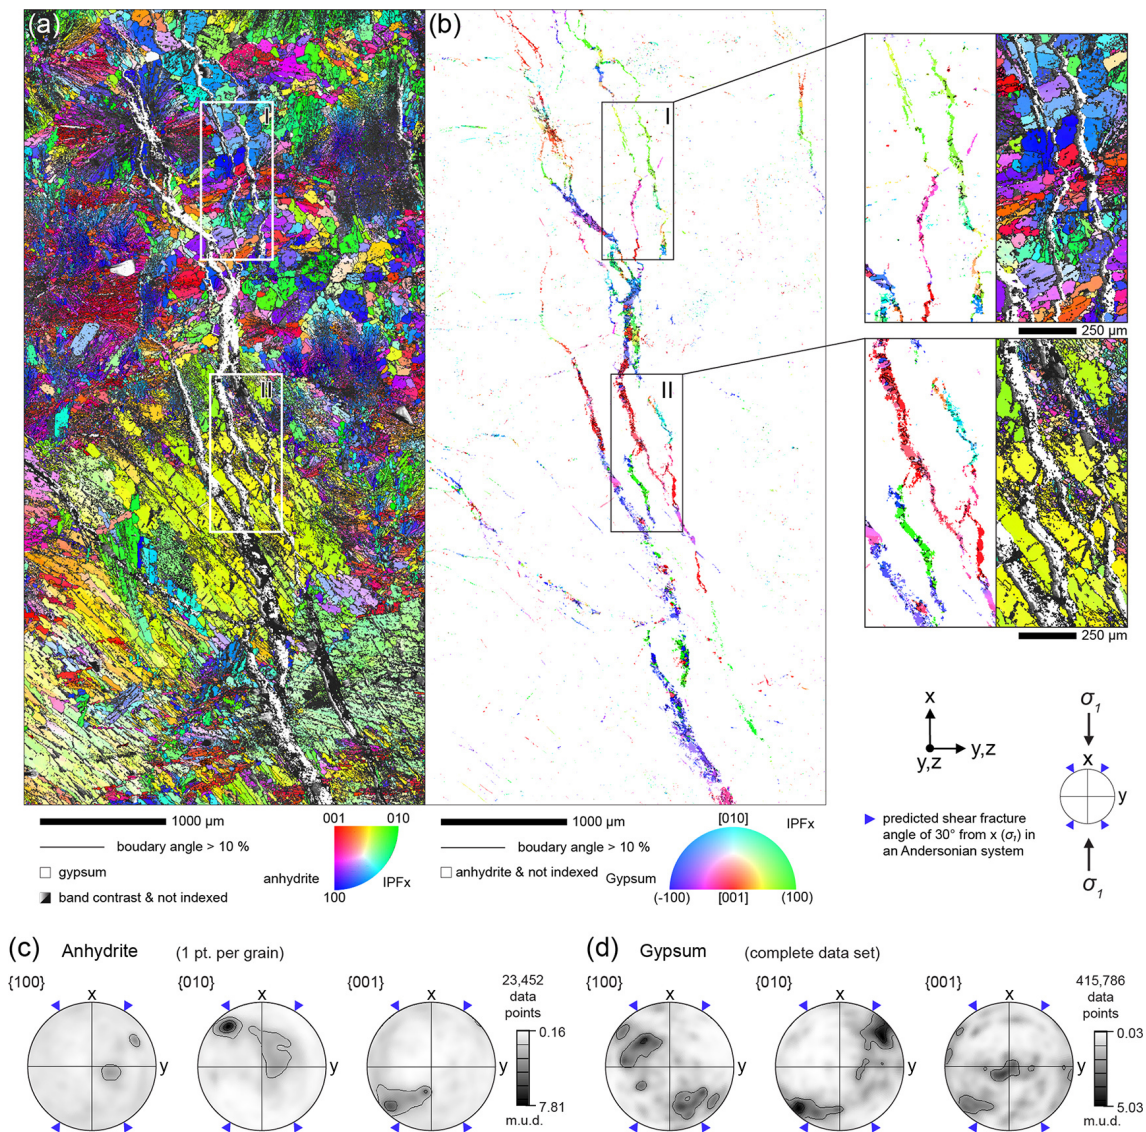 (a)
(b)
I
II
I
II
250 µm
250 µm
x
y,z
y,z
σ1
x
y
σ1
predicted shear fracture
angle of 30° from x (σ1) in
an Andersonian system
1000 µm
boudary angle > 10 %
gypsum
band contrast & not indexed
001
010
anhydrite
IPFx
100
1000 µm
boudary angle > 10 %
anhydrite & not indexed
[010]
IPFx
Gypsum
(-100)
[001]
(100)
(c)
Anhydrite
(1 pt. per grain)
{100}
x
y
{010}
x
y
{001}
23,452
data
points
0.16
7.81
m.u.d.
(d)
Gypsum
(complete data set)
{100}
x
y
{010}
x
y
{001}
415,786
data
points
0.03
5.03
m.u.d.